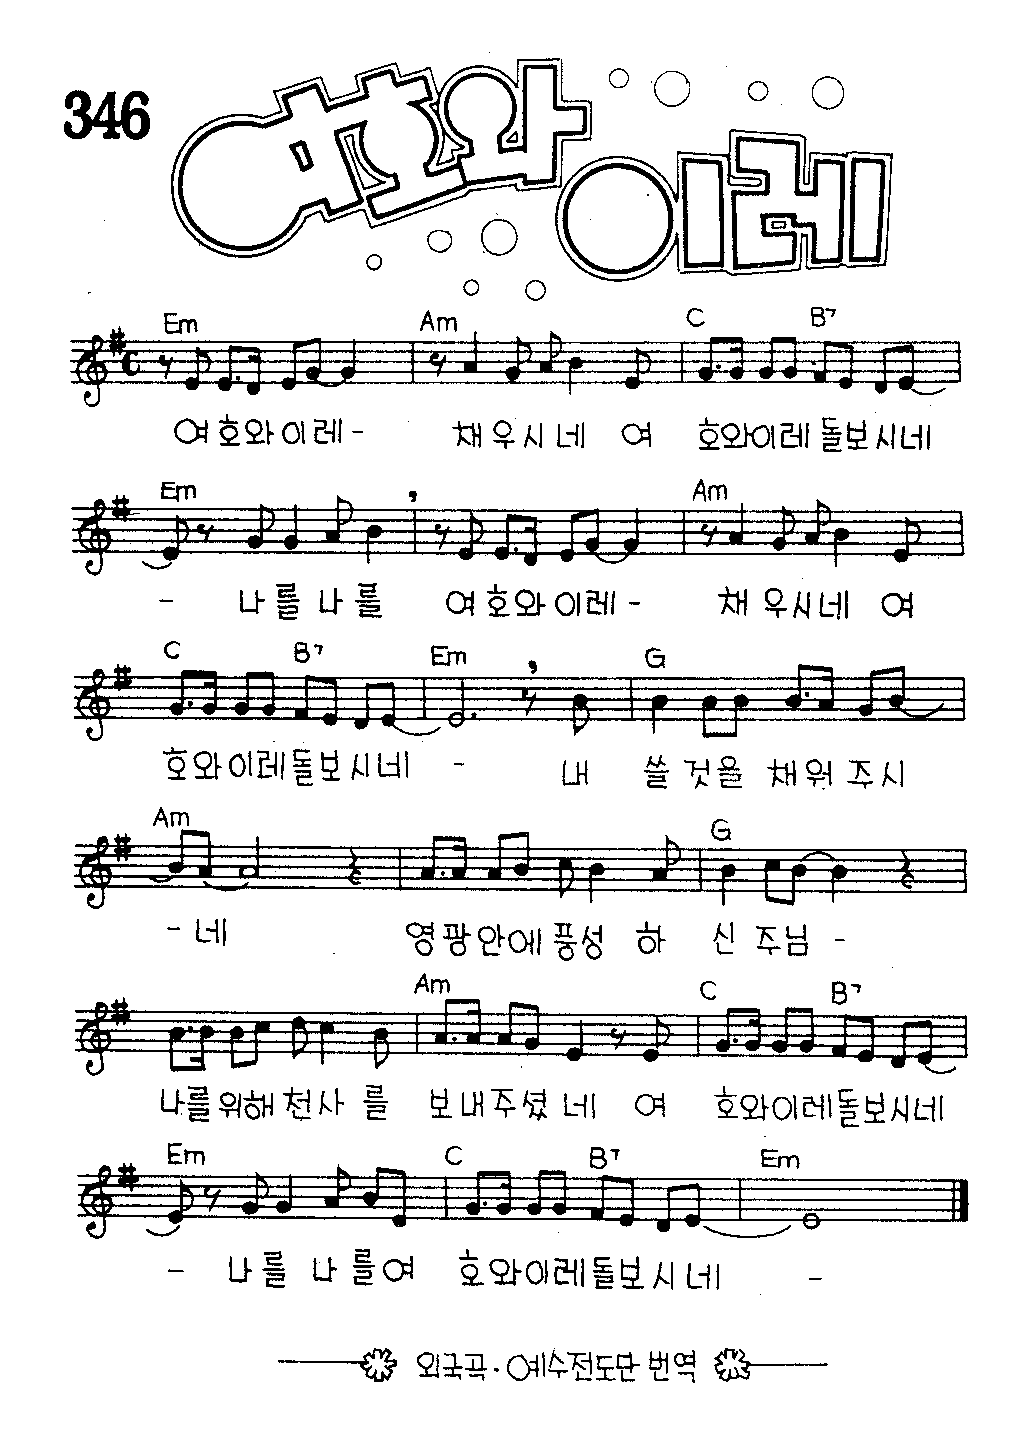 346
여호와
이레
Em Am C B7
여호와이레- 채우시네 여 호와이레돌보시네
Em Am
- 나를 나를 여호와이레- 채우시네 여
C B7 Em G
호와이레돌보시네 - 내 쓸것을 채워주시
Am G
-네 영광안에풍성 하 신 주님 -
Am C B7
나를위해천사 를 보내주셨네 여 호와이레돌보시네
Em C B7 Em
- 나를 나를여 호와이레돌보시네 -
외국곡·예수전도단 번역